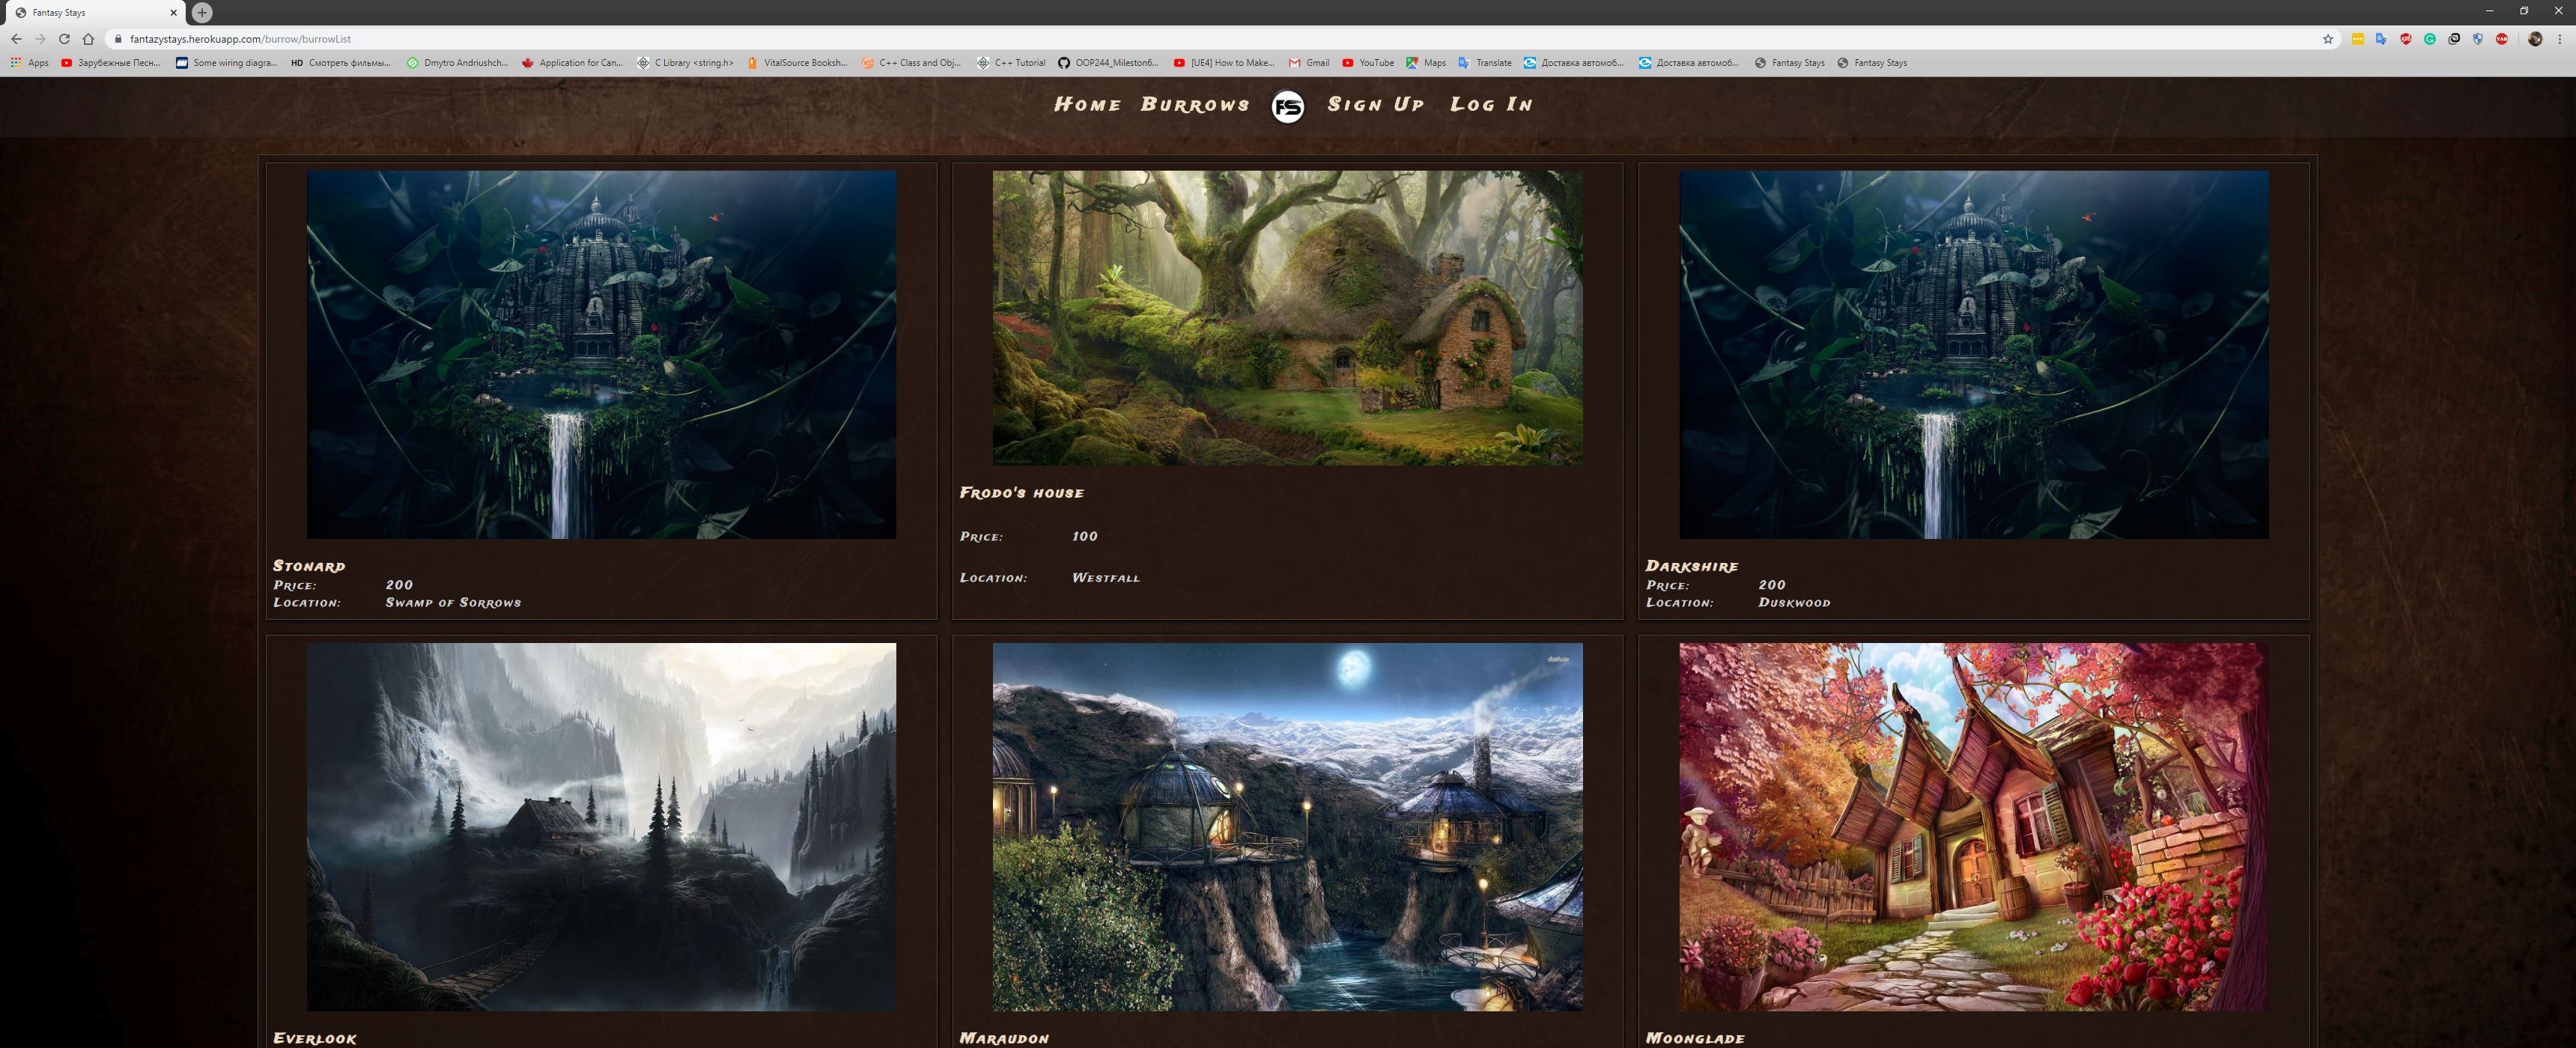 Fantasy Stays
fantazystays.herokuapp.com/burrow/burrowList
Apps Зарубежные Песн... Some wiring diagra... HD Смотреть фильмы... Dmytro Andriushch... Application for Can... C Library <string.h> VitalSource Booksh... C++ Class and Obj... C++ Tutorial OOP244_Mileston6... [UE4] How to Make... Gmail YouTube Maps Translate Доставка автомоб... Доставка автомоб... Fantasy Stays Fantasy Stays
Home Burrows FS Sign Up Log In
Stonard
Price: 200
Location: Swamp of Sorrows
Frodo's house
Price: 100
Location: Westfall
Darkshire
Price: 200
Location: Duskwood
Everlook
Maraudon
Moonglade